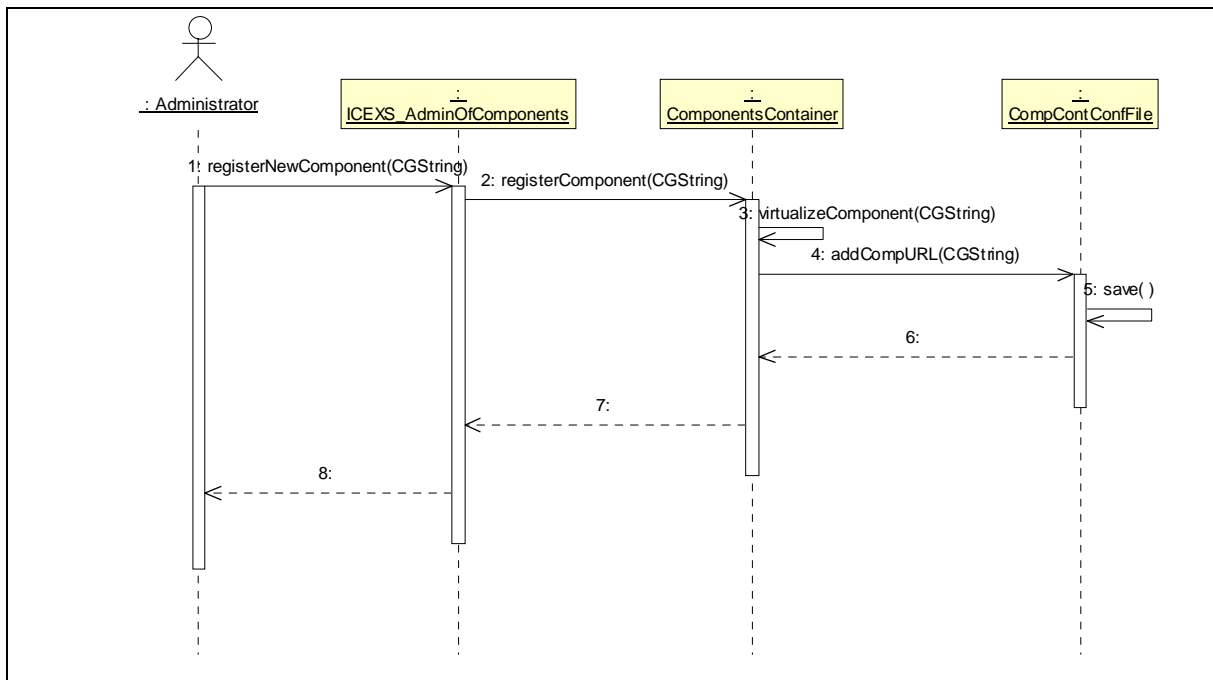 : Administrator
:
ICEXS_AdminOfComponents
:
ComponentsContainer
:
CompContConfFile
1: registerNewComponent(CGString)
2: registerComponent(CGString)
3: virtualizeComponent(CGString)
4: addCompURL(CGString)
5: save( )
6:
7:
8: